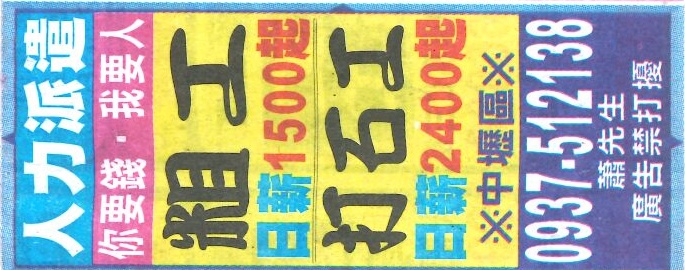 人力派遣
你要錢·我要人
粗工
日薪1500起
打石工
日薪2400起
※中壢區※
0937-512138
蕭先生
廣告禁打擾